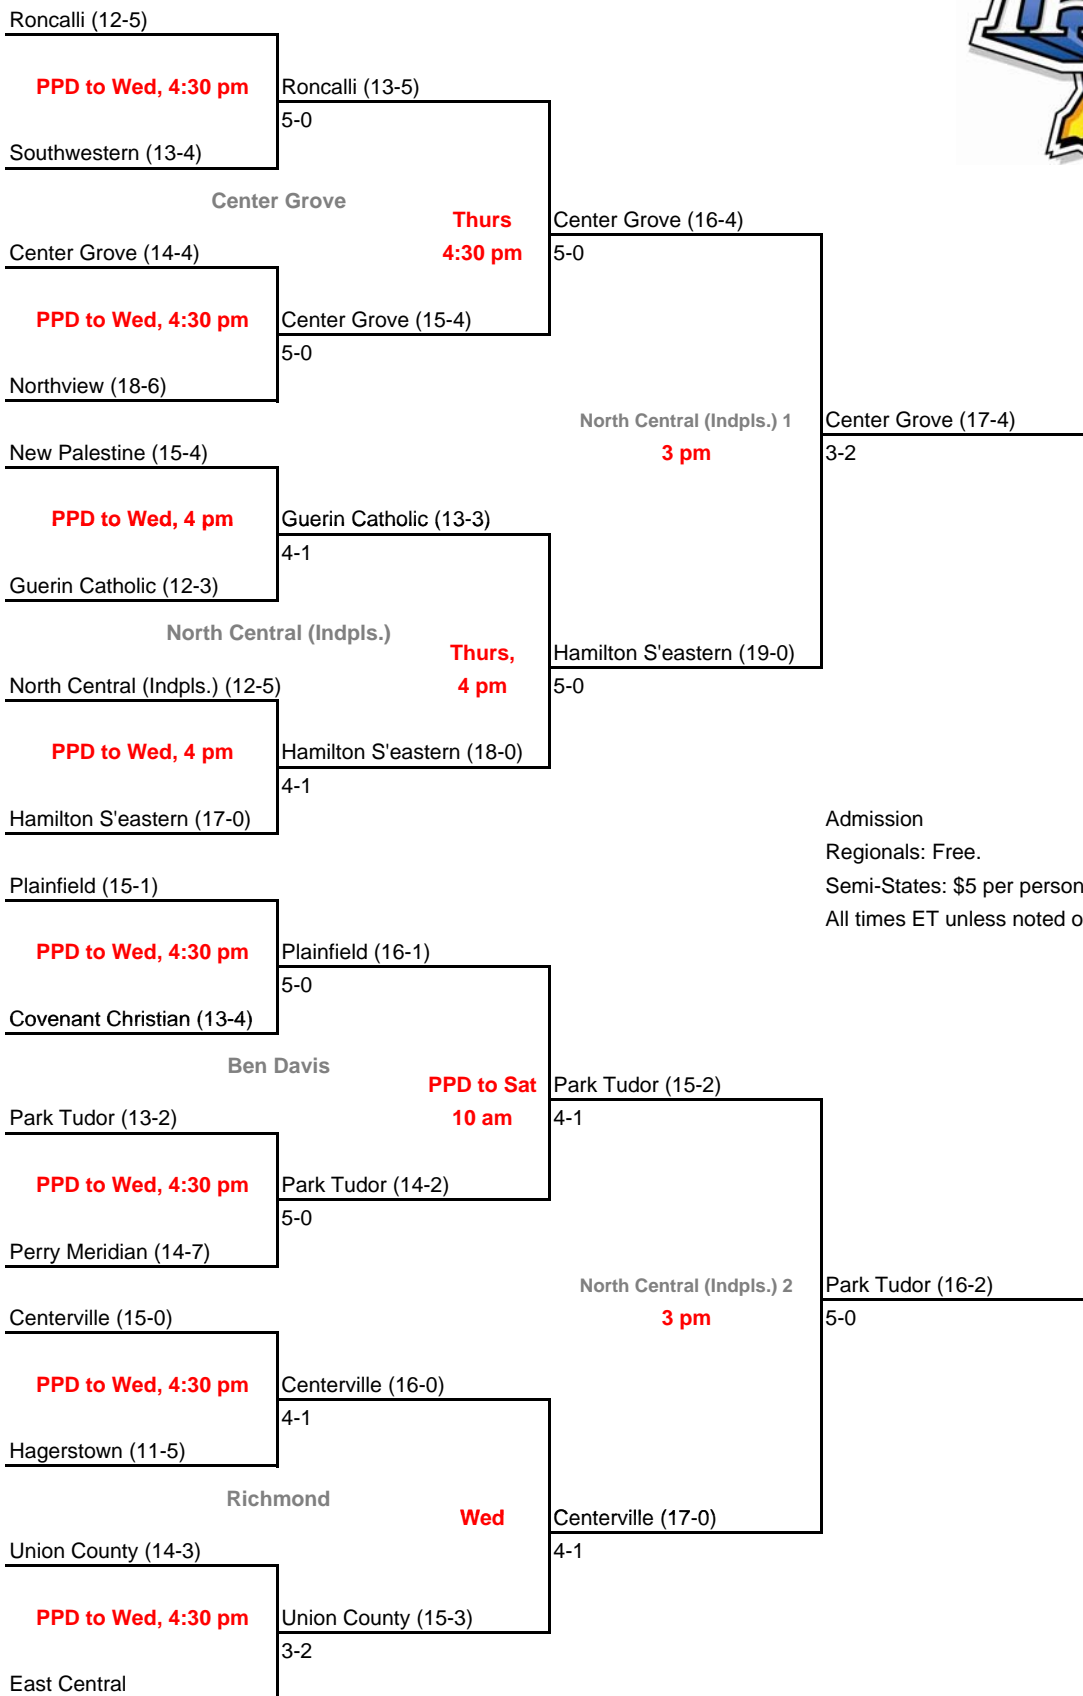 Roncalli (12-5)
PPD to Wed, 4:30 pm
Roncalli (13-5)
5-0
Southwestern (13-4)
Center Grove
Thurs
4:30 pm
Center Grove (16-4)
5-0
Center Grove (14-4)
PPD to Wed, 4:30 pm
Center Grove (15-4)
5-0
Northview (18-6)
North Central (Indpls.) 1
3 pm
Center Grove (17-4)
3-2
New Palestine (15-4)
PPD to Wed, 4 pm
Guerin Catholic (13-3)
4-1
Guerin Catholic (12-3)
North Central (Indpls.)
Thurs,
4 pm
Hamilton S'eastern (19-0)
5-0
North Central (Indpls.) (12-5)
PPD to Wed, 4 pm
Hamilton S'eastern (18-0)
4-1
Hamilton S'eastern (17-0)
Admission
Regionals: Free.
Semi-States: $5 per person
All times ET unless noted o
Plainfield (15-1)
PPD to Wed, 4:30 pm
Plainfield (16-1)
5-0
Covenant Christian (13-4)
Ben Davis
PPD to Sat
10 am
Park Tudor (15-2)
4-1
Park Tudor (13-2)
PPD to Wed, 4:30 pm
Park Tudor (14-2)
5-0
Perry Meridian (14-7)
North Central (Indpls.) 2
3 pm
Park Tudor (16-2)
5-0
Centerville (15-0)
PPD to Wed, 4:30 pm
Centerville (16-0)
4-1
Hagerstown (11-5)
Richmond
Wed
Centerville (17-0)
4-1
Union County (14-3)
PPD to Wed, 4:30 pm
Union County (15-3)
3-2
East Central